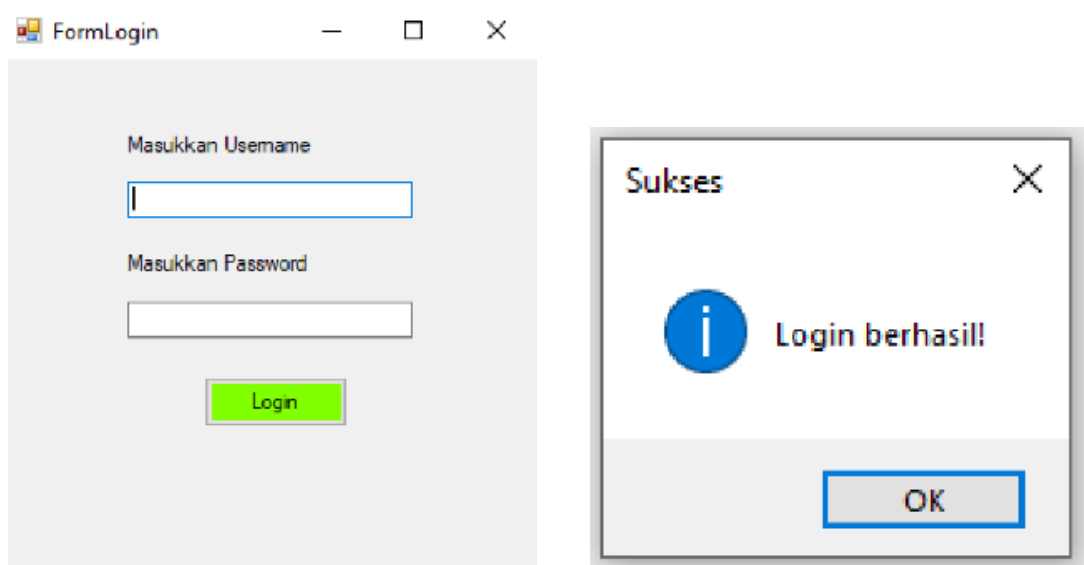 FormLogin
Masukkan Username
Masukkan Password
Login
Sukses
Login berhasil!
OK